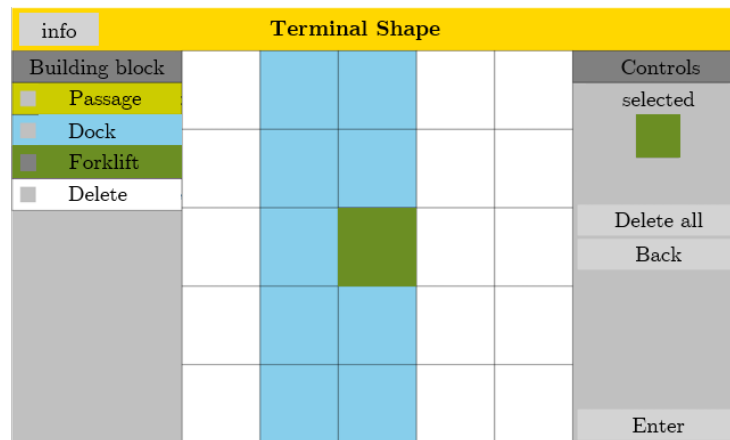 info
Terminal Shape
Building block
Passage
Dock
Forklift
Delete
Controls
selected
Delete all
Back
Enter